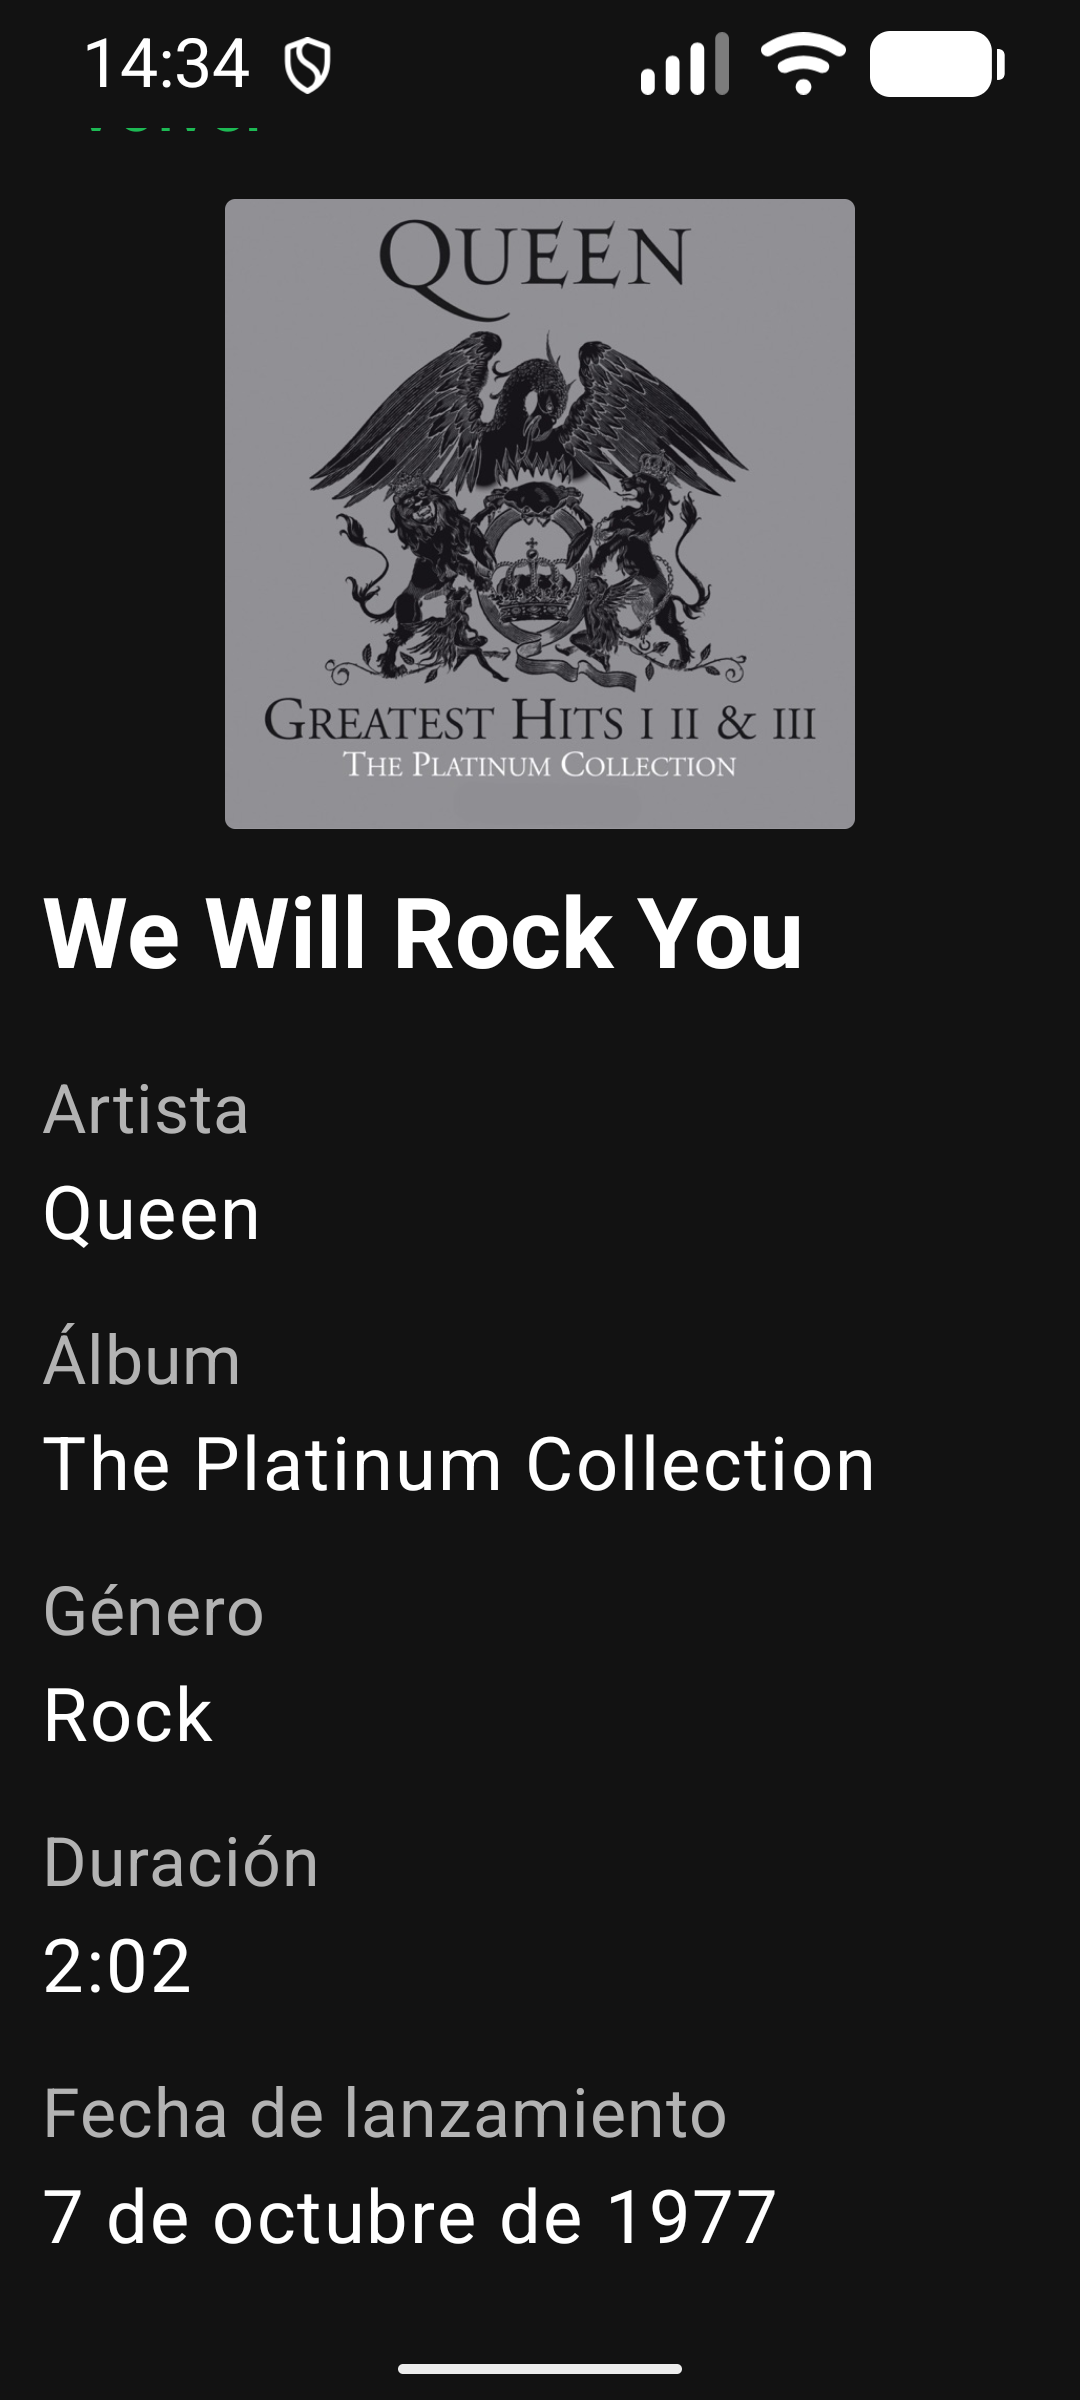 14:34
QUEEN
GREATEST HITS I II & III
THE PLATINUM COLLECTION
We Will Rock You
Artista
Queen
Álbum
The Platinum Collection
Género
Rock
Duración
2:02
Fecha de lanzamiento
7 de octubre de 1977